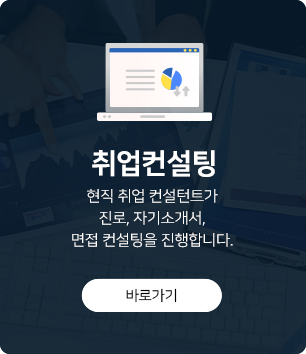 취업컨설팅
현직 취업 컨설턴트가
진로, 자기소개서,
면접 컨설팅을 진행합니다.
바로가기